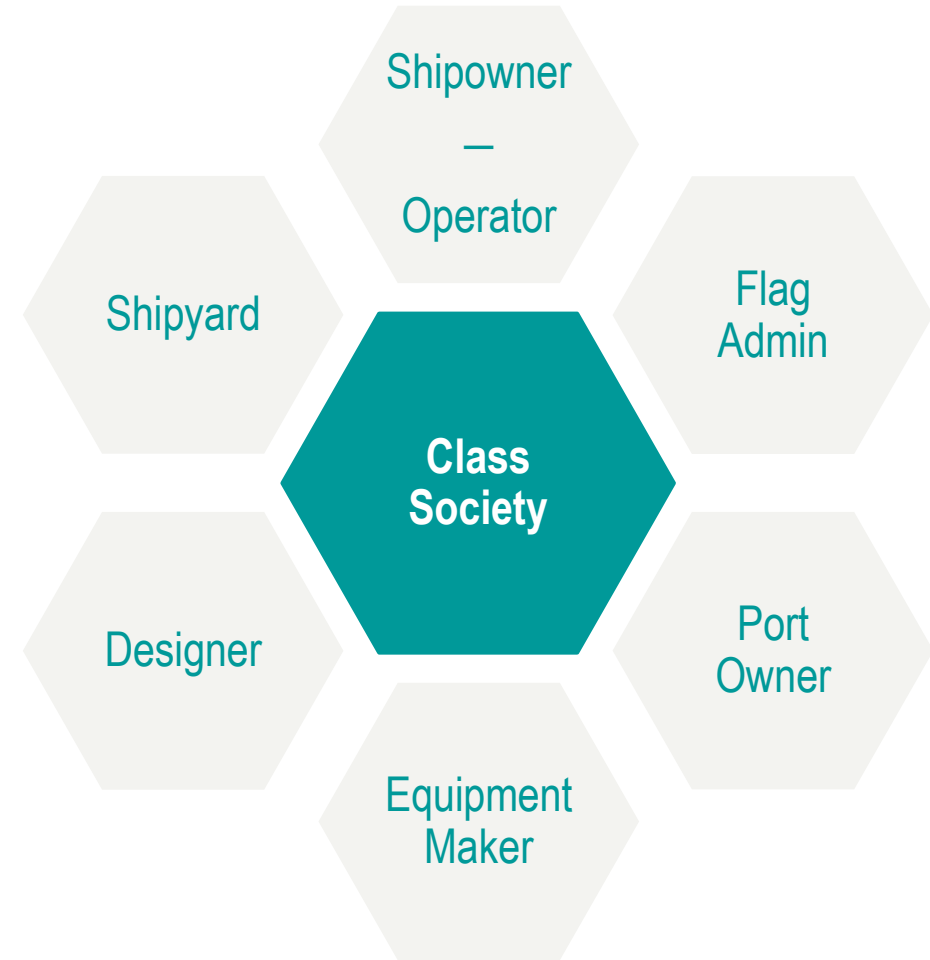 Shipowner
–
Operator
Shipyard
Flag
Admin
Class
Society
Designer
Port
Owner
Equipment
Maker